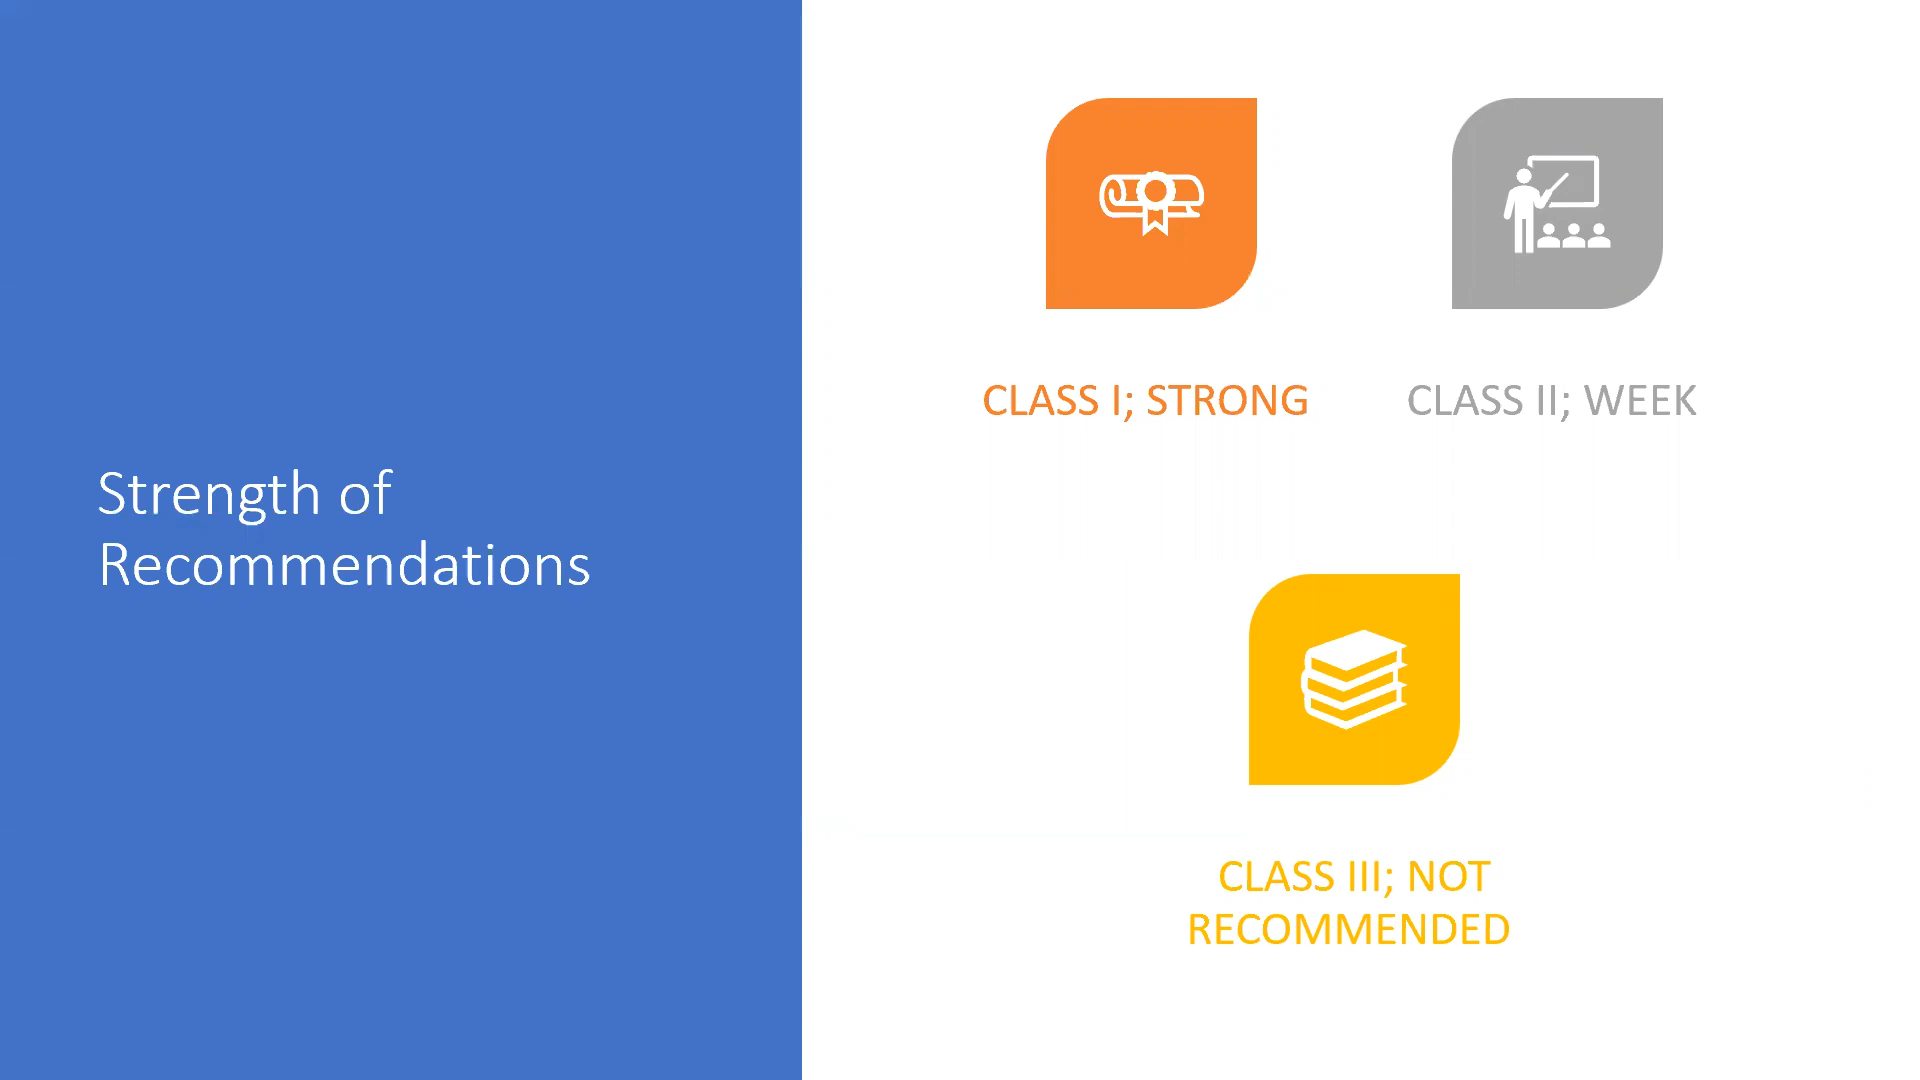 Strength of
Recommendations
CLASS I; STRONG
CLASS II; WEEK
CLASS III; NOT
RECOMMENDED